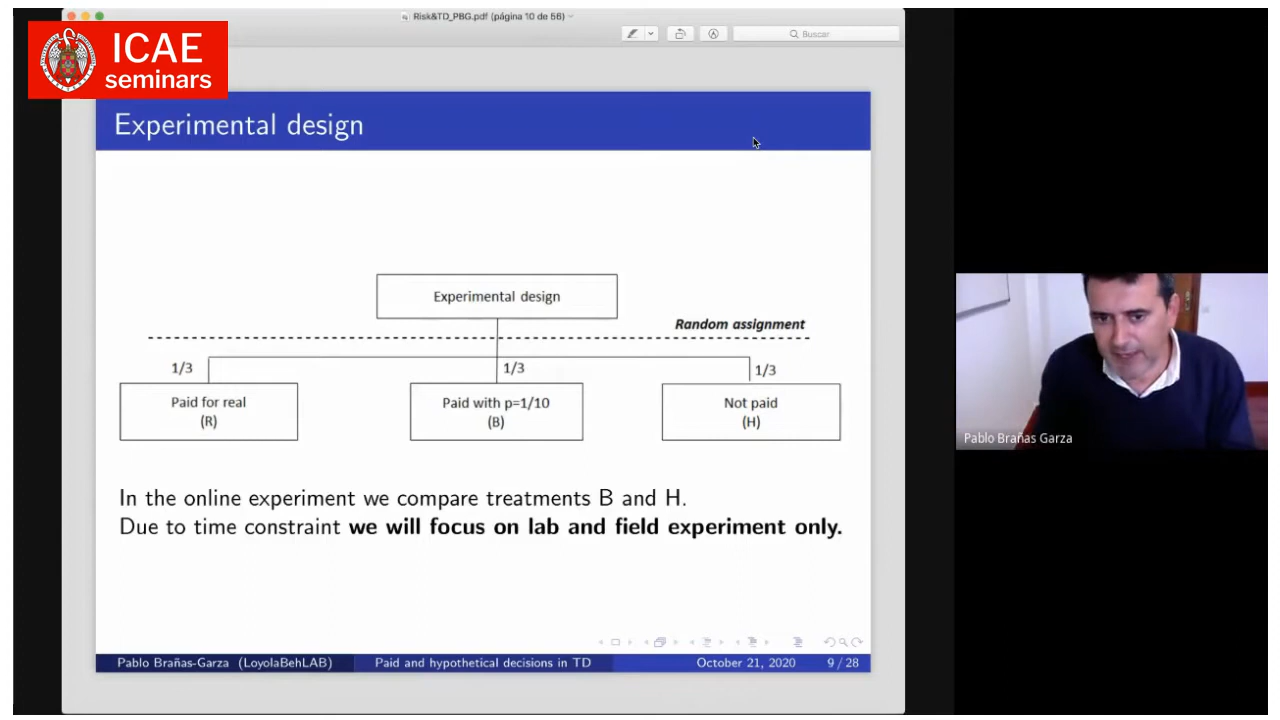 Risk&TD_PBG.pdf (página 10 de 56)
Buscar
ICAE
seminars
Experimental design
Experimental design
Random assignment
1/3
1/3
1/3
Paid for real
(R)
Paid with p=1/10
(B)
Not paid
(H)
In the online experiment we compare treatments B and H.
Due to time constraint we will focus on lab and field experiment only.
Pablo Brañas-Garza (LoyolaBehLAB)
Paid and hypothetical decisions in TD
October 21, 2020
9 / 28
Pablo Brañas Garza